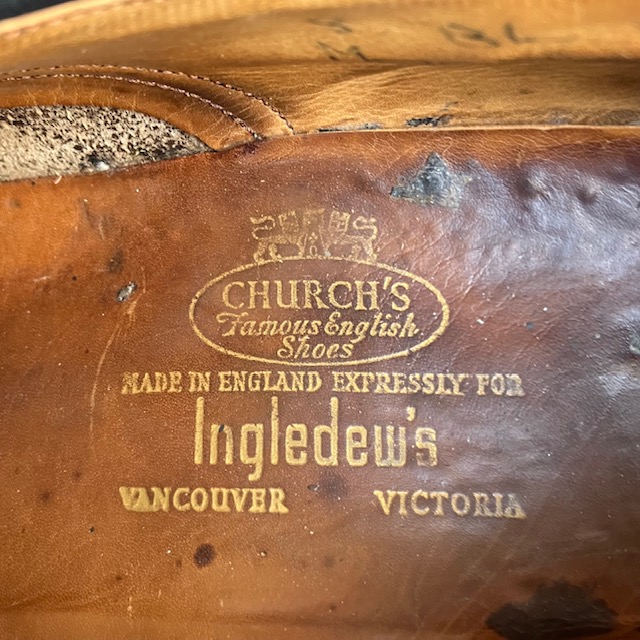 CHURCH'S
Famous English
Shoes
MADE IN ENGLAND EXPRESSLY FOR
Ingledew's
VANCOUVER VICTORIA